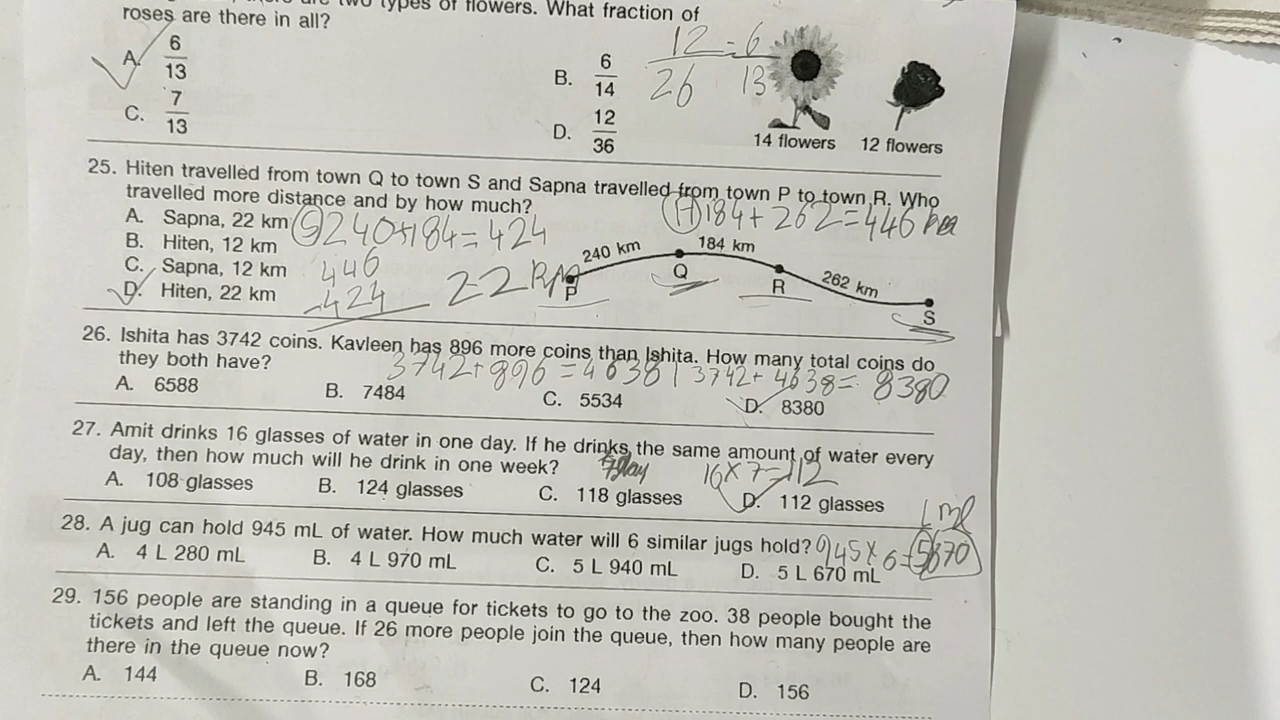 two types of flowers. What fraction of
roses are there in all?
A. 6/13
B. 6/14
12/26 = 6/13
C. 7/13
D. 12/36
14 flowers 12 flowers
25. Hiten travelled from town Q to town S and Sapna travelled from town P to town R. Who
travelled more distance and by how much?
(H) 184 + 262 = 446 km
A. Sapna, 22 km
(S) 240 + 184 = 424
B. Hiten, 12 km
C. Sapna, 12 km
D. Hiten, 22 km
446
- 424
22
240 km 184 km 262 km
P Q R S
26. Ishita has 3742 coins. Kavleen has 896 more coins than Ishita. How many total coins do
they both have?
3742 + 896 = 4638 | 3742 + 4638 = 8380
A. 6588 B. 7484 C. 5534 D. 8380
27. Amit drinks 16 glasses of water in one day. If he drinks the same amount of water every
day, then how much will he drink in one week?
7day 16 x 7 = 112
A. 108 glasses B. 124 glasses C. 118 glasses D. 112 glasses
28. A jug can hold 945 mL of water. How much water will 6 similar jugs hold?
945 x 6 = 5670
L ml
A. 4 L 280 mL B. 4 L 970 mL C. 5 L 940 mL D. 5 L 670 mL
29. 156 people are standing in a queue for tickets to go to the zoo. 38 people bought the
tickets and left the queue. If 26 more people join the queue, then how many people are
there in the queue now?
A. 144 B. 168 C. 124 D. 156